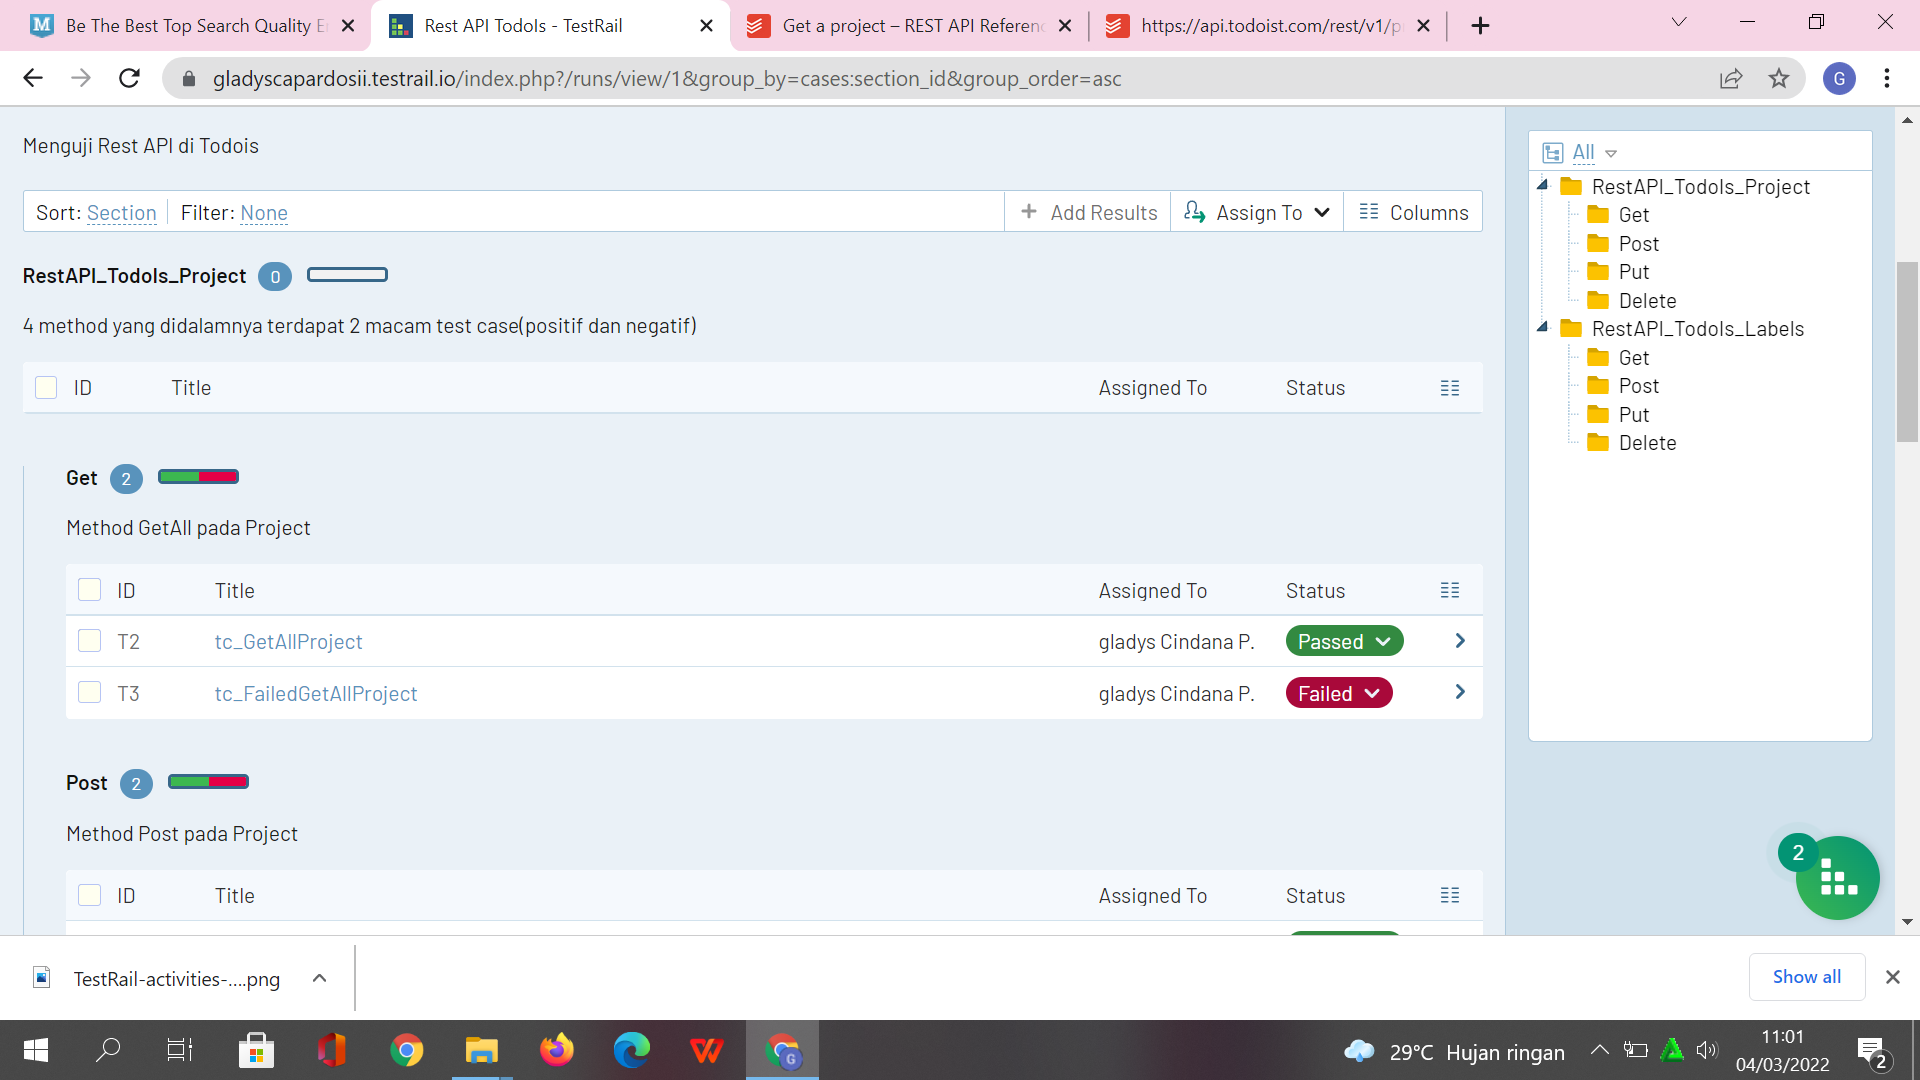 Be The Best Top Search Quality E
Rest API TodoIs - TestRail
Get a project – REST API Referen
https://api.todoist.com/rest/v1/p
gladyscapardosii.testrail.io/index.php?/runs/view/1&group_by=cases:section_id&group_order=asc
G
Menguji Rest API di Todois
Sort: Section Filter: None
Add Results
Assign To
Columns
RestAPI_TodoIs_Project 0
4 method yang didalamnya terdapat 2 macam test case(positif dan negatif)
ID Title Assigned To Status
Get 2
Method GetAll pada Project
ID Title Assigned To Status
T2 tc_GetAllProject gladys Cindana P. Passed
T3 tc_FailedGetAllProject gladys Cindana P. Failed
Post 2
Method Post pada Project
ID Title Assigned To Status
All
RestAPI_TodoIs_Project
Get
Post
Put
Delete
RestAPI_TodoIs_Labels
Get
Post
Put
Delete
2
TestRail-activities-....png
Show all
29°C Hujan ringan
11:01
04/03/2022
2